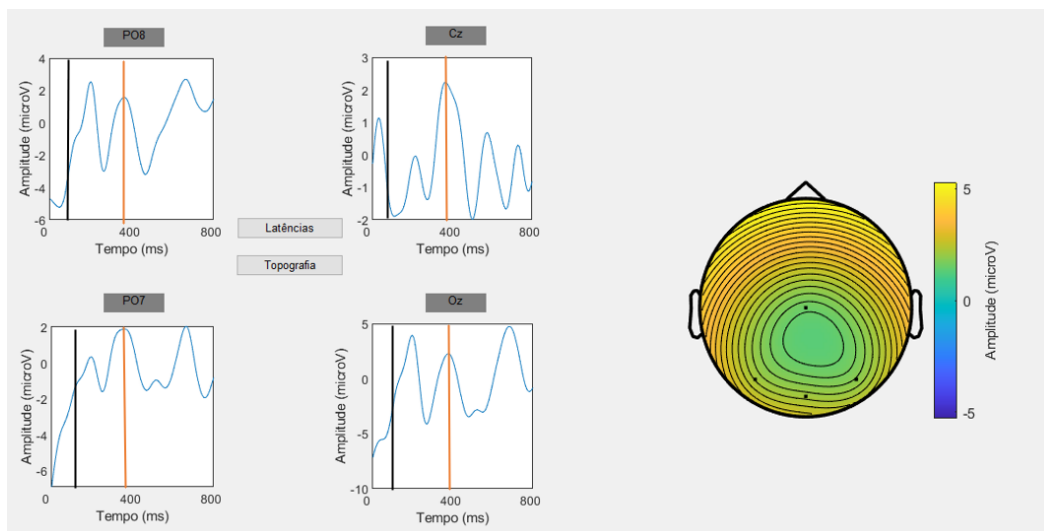 PO8
Amplitude (microV)
4
2
0
-2
-4
-6
0
400
800
Tempo (ms)
Cz
Amplitude (microV)
3
2
1
0
-1
-2
0
400
800
Tempo (ms)
Latências
Topografia
PO7
Amplitude (microV)
2
0
-2
-4
-6
0
400
800
Tempo (ms)
Oz
Amplitude (microV)
5
0
-5
-10
0
400
800
Tempo (ms)
5
0
-5
Amplitude (microV)